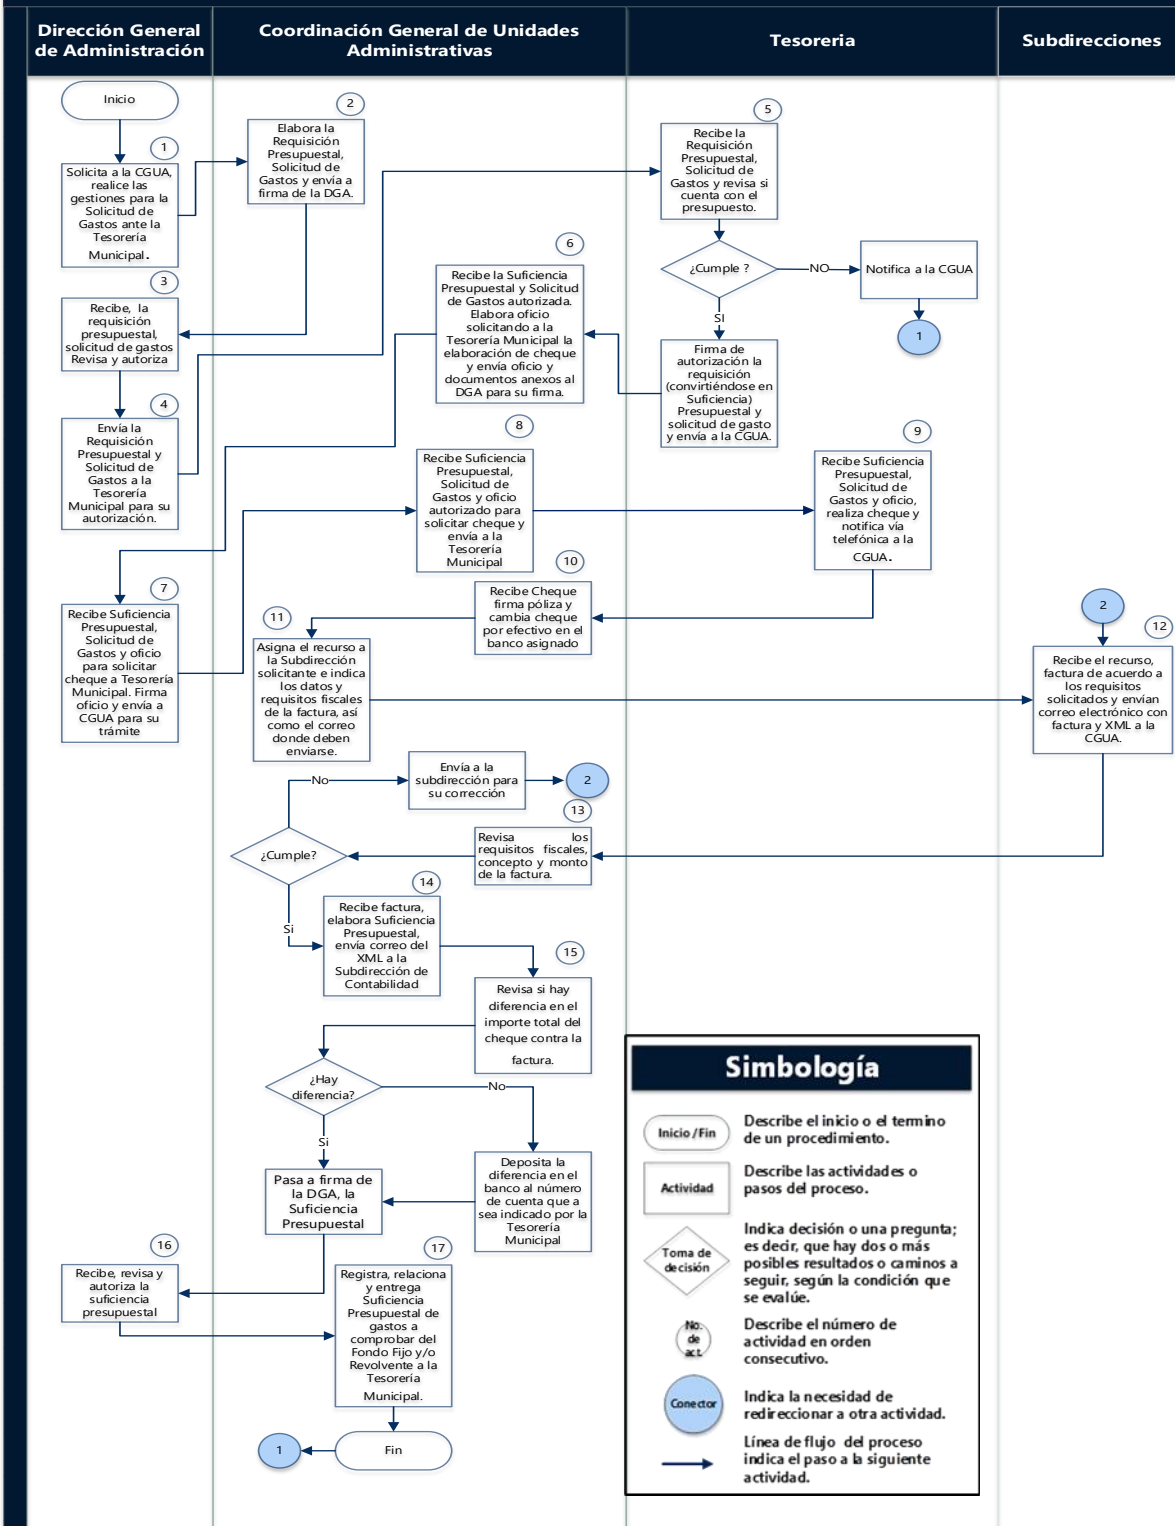 Dirección General
de Administración
Coordinación General de Unidades
Administrativas
Tesoreria
Subdirecciones
Inicio
1
Solicita a la CGUA,
realice las
gestiones para la
Solicitud de
Gastos ante la
Tesorería
Municipal.
2
Elabora la
Requisición
Presupuestal,
Solicitud de
Gastos y envía a
firma de la DGA.
3
Recibe, la
requisición
presupuestal,
solicitud de gastos
Revisa y autoriza
4
Envía la
Requisición
Presupuestal y
Solicitud de
Gastos a la
Tesorería
Municipal para su
autorización.
5
Recibe la
Requisición
Presupuestal,
Solicitud de
Gastos y revisa si
cuenta con el
presupuesto.
¿Cumple ?
NO
Notifica a la CGUA
1
SI
Firma de
autorización la
requisición
(convirtiéndose en
Suficiencia)
Presupuestal y
solicitud de gasto
y envía a la CGUA.
6
Recibe la Suficiencia
Presupuestal y Solicitud
de Gastos autorizada.
Elabora oficio
solicitando a la
Tesorería Municipal la
elaboración de cheque
y envía oficio y
documentos anexos al
DGA para su firma.
7
Recibe Suficiencia
Presupuestal,
Solicitud de
Gastos y oficio
para solicitar
cheque a Tesorería
Municipal. Firma
oficio y envía a
CGUA para su
trámite
8
Recibe Suficiencia
Presupuestal,
Solicitud de
Gastos y oficio
autorizado para
solicitar cheque y
envía a la
Tesorería
Municipal
9
Recibe Suficiencia
Presupuestal,
Solicitud de
Gastos y oficio,
realiza cheque y
notifica vía
telefónica a la
CGUA.
10
Recibe Cheque
firma póliza y
cambia cheque
por efectivo en el
banco asignado
11
Asigna el recurso a
la Subdirección
solicitante e indica
los datos y
requisitos fiscales
de la factura, así
como el correo
donde deben
enviarse.
2
12
Recibe el recurso,
factura de acuerdo a
los requisitos
solicitados y envían
correo electrónico con
factura y XML a la
CGUA.
No
Envía a la
subdirección para
su corrección
2
13
Revisa los
requisitos fiscales,
concepto y monto
de la factura.
¿Cumple?
Si
14
Recibe factura,
elabora Suficiencia
Presupuestal,
envía correo del
XML a la
Subdirección de
Contabilidad
15
Revisa si hay
diferencia en el
importe total del
cheque contra la
factura.
¿Hay
diferencia?
No
Si
Deposita la
diferencia en el
banco al número
de cuenta que a
sea indicado por la
Tesorería
Municipal
Pasa a firma de
la DGA, la
Suficiencia
Presupuestal
16
Recibe, revisa y
autoriza la
suficiencia
presupuestal
17
Registra, relaciona
y entrega
Suficiencia
Presupuestal de
gastos a
comprobar del
Fondo Fijo y/o
Revolvente a la
Tesorería
Municipal.
1
Fin
Simbología
Inicio / Fin
Describe el inicio o el termino
de un procedimiento.
Actividad
Describe las actividades o
pasos del proceso.
Toma de
decisión
Indica decisión o una pregunta;
es decir, que hay dos o más
posibles resultados o caminos a
seguir, según la condición que
se evalúe.
No.
de
act.
Describe el número de
actividad en orden
consecutivo.
Conector
Indica la necesidad de
redireccionar a otra actividad.
Línea de flujo del proceso
indica el paso a la siguiente
actividad.